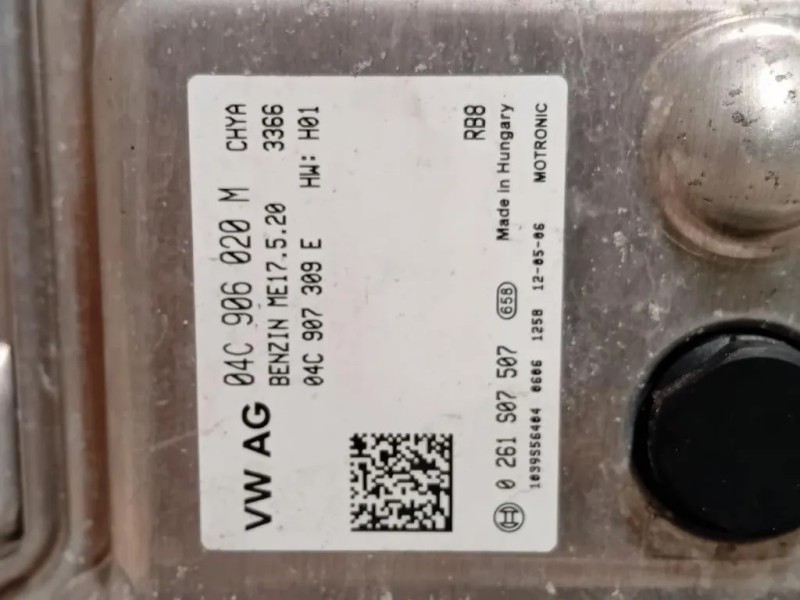 VW AG 04C 906 020 M CHYA
BENZIN ME17.5.20 3366
04C 907 309 E HW: H01
RB8
0 261 S07 507 658 Made in Hungary
1039S56404 0606 1258 12-05-06 MOTRONIC